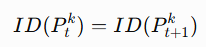 ID(P_t^k) = ID(P_{t+1}^k)